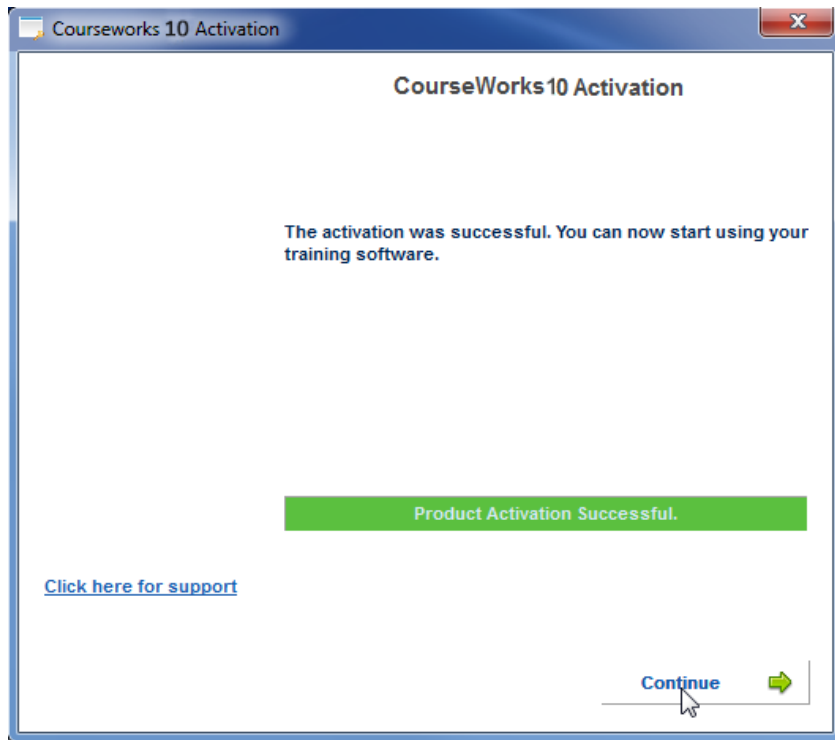 Courseworks 10 Activation
CourseWorks10 Activation
The activation was successful. You can now start using your
training software.
Product Activation Successful.
Click here for support
Continue